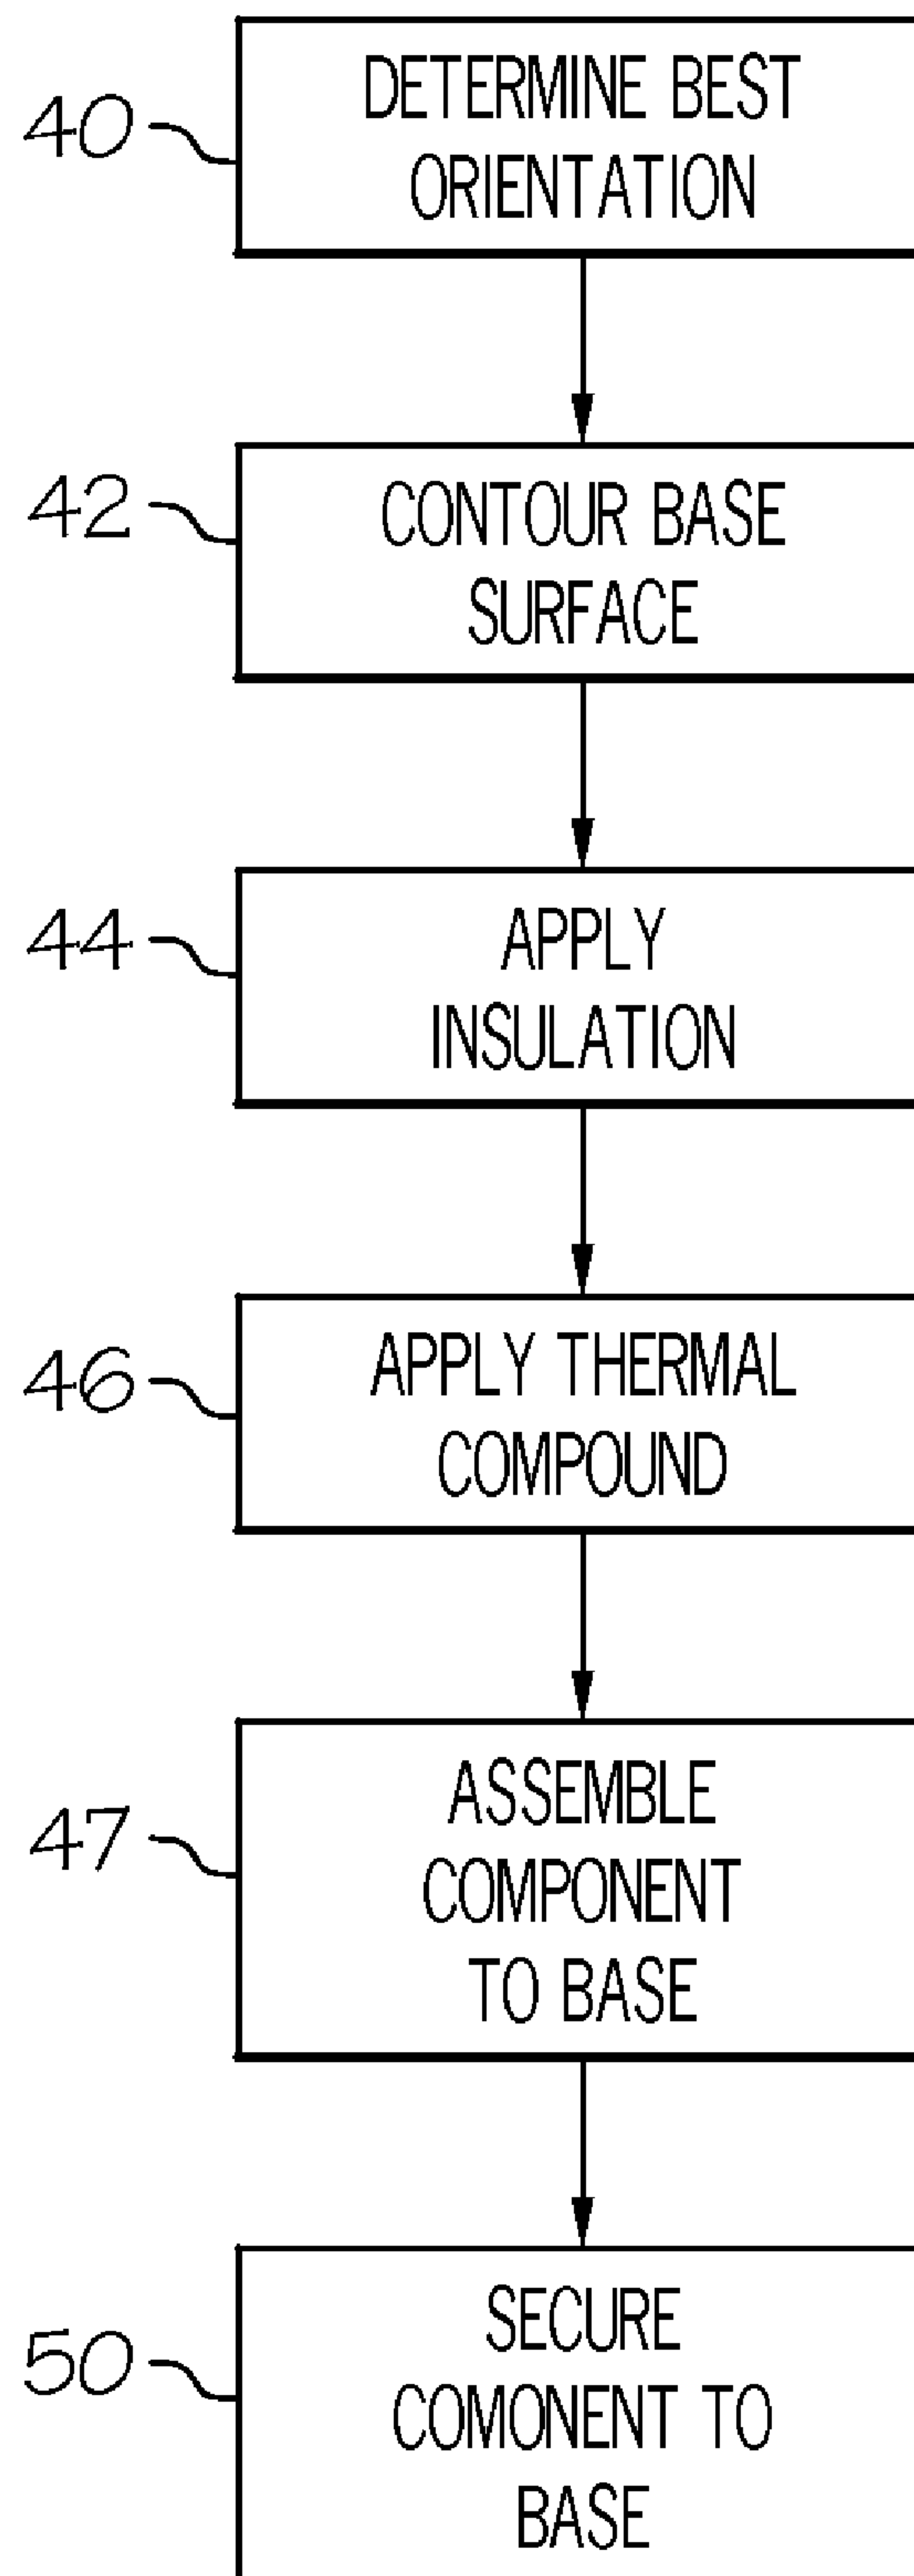 40
DETERMINE BEST
ORIENTATION
42
CONTOUR BASE
SURFACE
44
APPLY
INSULATION
46
APPLY THERMAL
COMPOUND
47
ASSEMBLE
COMPONENT
TO BASE
50
SECURE
COMONENT TO
BASE